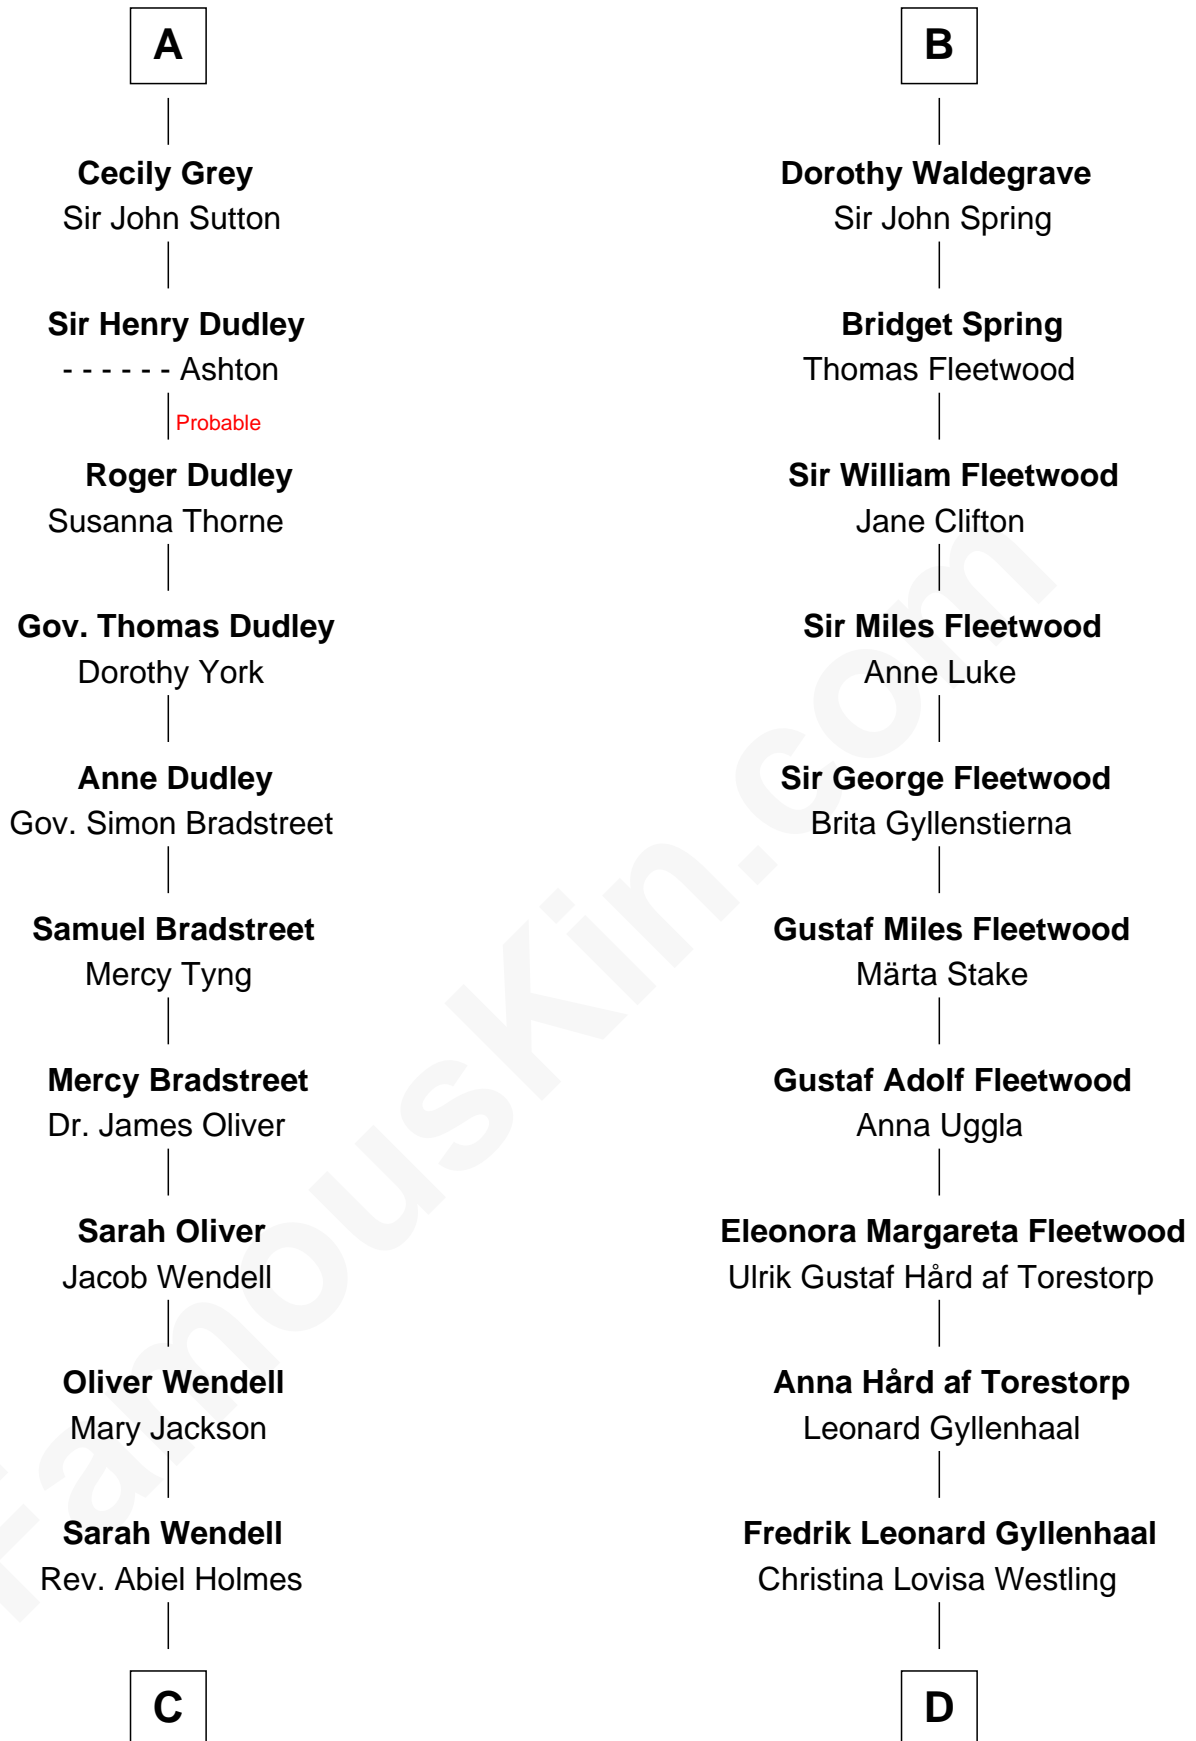 A
Cecily Grey
Sir John Sutton
Sir Henry Dudley
- - - - - - Ashton
Probable
Roger Dudley
Susanna Thorne
Gov. Thomas Dudley
Dorothy York
Anne Dudley
Gov. Simon Bradstreet
Samuel Bradstreet
Mercy Tyng
Mercy Bradstreet
Dr. James Oliver
Sarah Oliver
Jacob Wendell
Oliver Wendell
Mary Jackson
Sarah Wendell
Rev. Abiel Holmes
C
B
Dorothy Waldegrave
Sir John Spring
Bridget Spring
Thomas Fleetwood
Sir William Fleetwood
Jane Clifton
Sir Miles Fleetwood
Anne Luke
Sir George Fleetwood
Brita Gyllenstierna
Gustaf Miles Fleetwood
Märta Stake
Gustaf Adolf Fleetwood
Anna Uggla
Eleonora Margareta Fleetwood
Ulrik Gustaf Hård af Torestorp
Anna Hård af Torestorp
Leonard Gyllenhaal
Fredrik Leonard Gyllenhaal
Christina Lovisa Westling
D
FamousKin.com